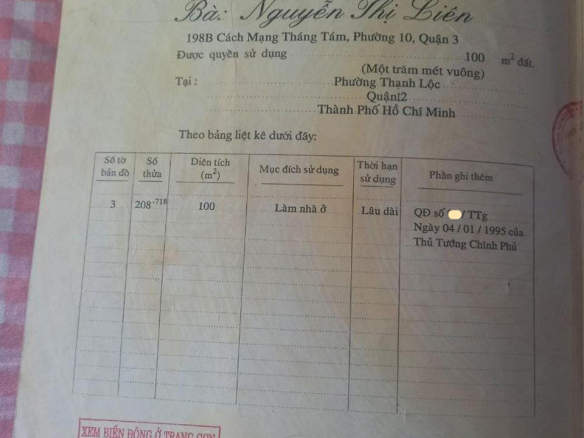 Bà: Nguyễn Thị Liên
198B Cách Mạng Tháng Tám, Phường 10, Quận 3
Được quyền sử dụng 100 m² đất.
(Một trăm mét vuông)
Tại : Phường Thạnh Lộc
Quận12
Thành Phố Hồ Chí Minh
Theo bảng liệt kê dưới đây:
Số tờ bản đồ Số thửa Diện tích (m²) Mục đích sử dụng Thời hạn sử dụng Phần ghi thêm
3 208-718 100 Làm nhà ở Lâu dài QĐ số /TTg
Ngày 04 / 01 / 1995 của
Thủ Tướng Chính Phủ
XEM BIẾN ĐỘNG Ở TRANG